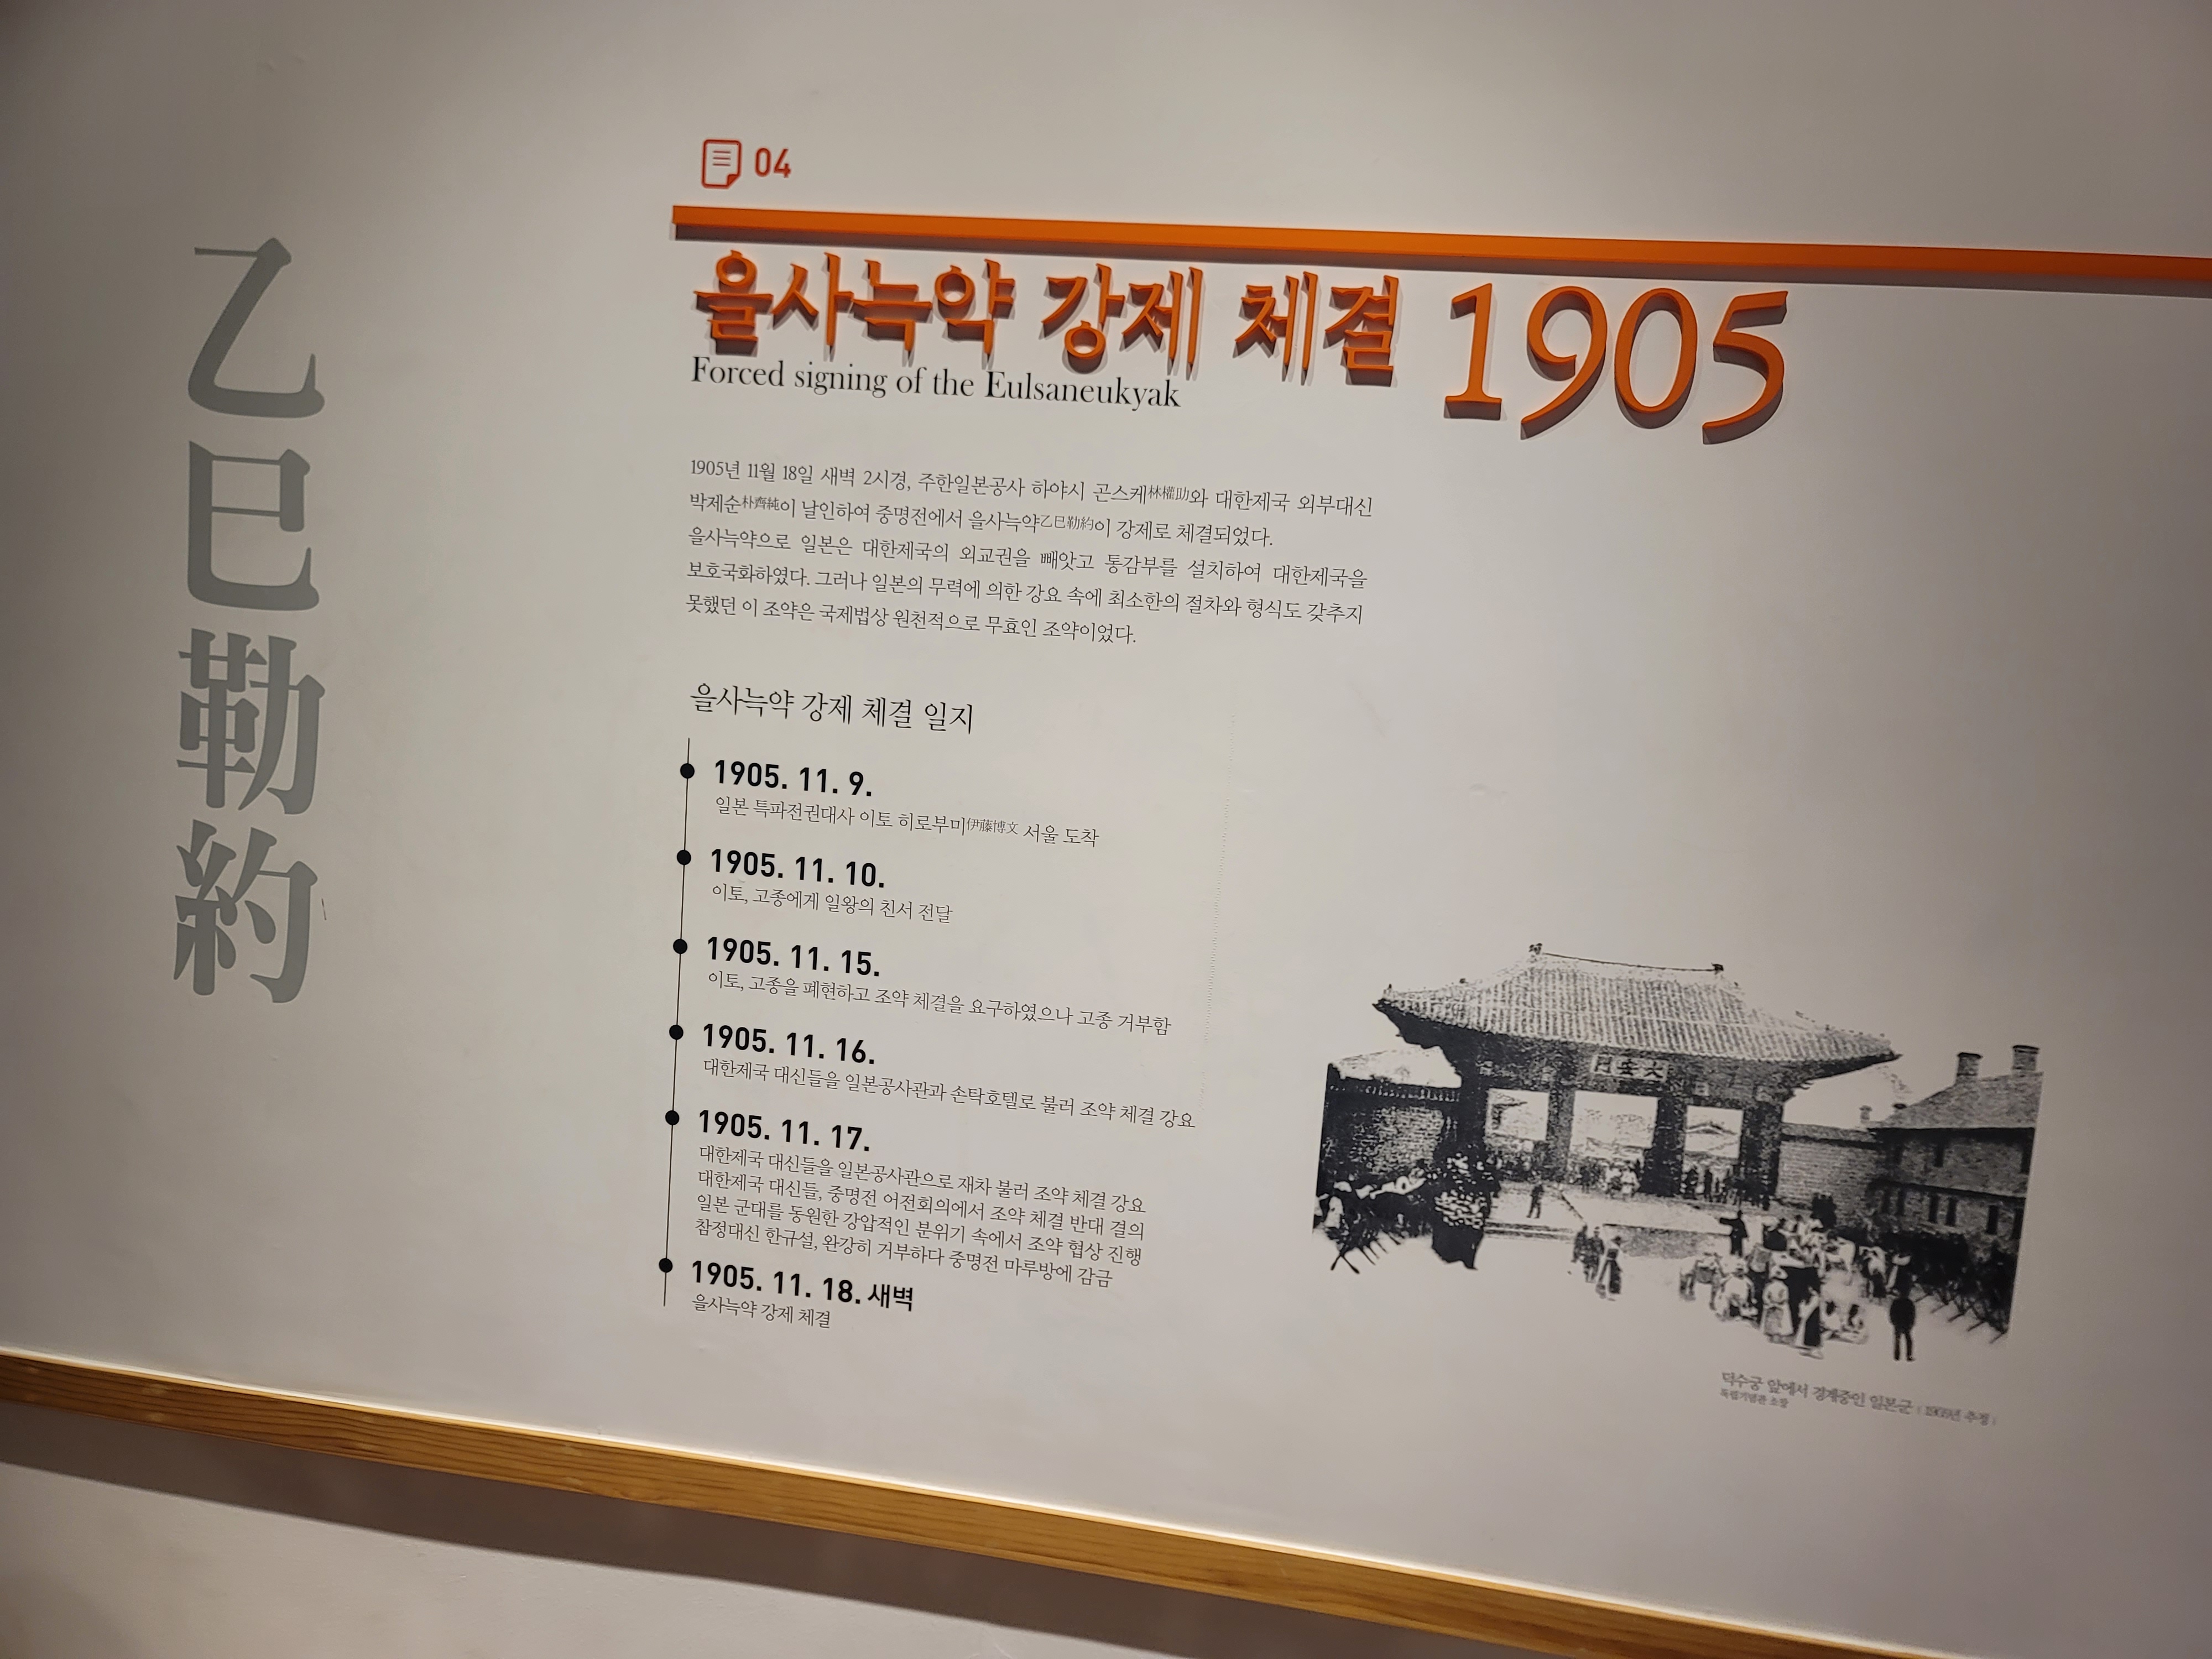 乙巳勒約
04
을사늑약 강제 체결 1905
Forced signing of the Eulsaneukyak
1905년 11월 18일 새벽 2시경, 주한일본공사 하야시 곤스케林權助와 대한제국 외부대신
박제순朴齊純이 날인하여 중명전에서 을사늑약乙巳勒約이 강제로 체결되었다.
을사늑약으로 일본은 대한제국의 외교권을 빼앗고 통감부를 설치하여 대한제국을
보호국화하였다. 그러나 일본의 무력에 의한 강요 속에 최소한의 절차와 형식도 갖추지
못했던 이 조약은 국제법상 원천적으로 무효인 조약이었다.
을사늑약 강제 체결 일지
1905. 11. 9.
일본 특파전권대사 이토 히로부미伊藤博文 서울 도착
1905. 11. 10.
이토, 고종에게 일왕의 친서 전달
1905. 11. 15.
이토, 고종을 폐현하고 조약 체결을 요구하였으나 고종 거부함
1905. 11. 16.
대한제국 대신들을 일본공사관과 손탁호텔로 불러 조약 체결 강요
1905. 11. 17.
대한제국 대신들을 일본공사관으로 재차 불러 조약 체결 강요
대한제국 대신들, 중명전 어전회의에서 조약 체결 반대 결의
일본 군대를 동원한 강압적인 분위기 속에서 조약 협상 진행
참정대신 한규설, 완강히 거부하다 중명전 마루방에 감금
1905. 11. 18. 새벽
을사늑약 강제 체결
門安大
덕수궁 앞에서 경계중인 일본군 추정
독립기념관 소장